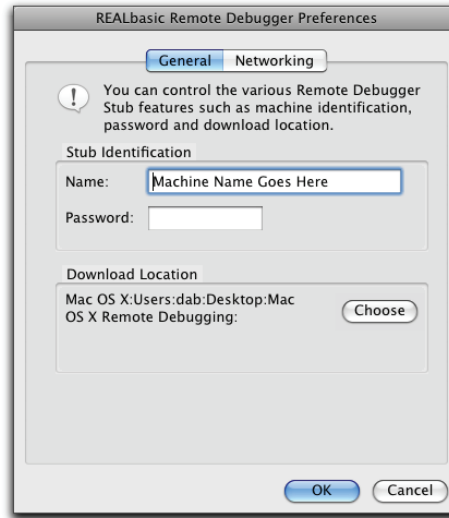 REALbasic Remote Debugger Preferences
General Networking
You can control the various Remote Debugger
Stub features such as machine identification,
password and download location.
Stub Identification
Name: Machine Name Goes Here
Password:
Download Location
Mac OS X:Users:dab:Desktop:Mac
OS X Remote Debugging:
Choose
OK Cancel